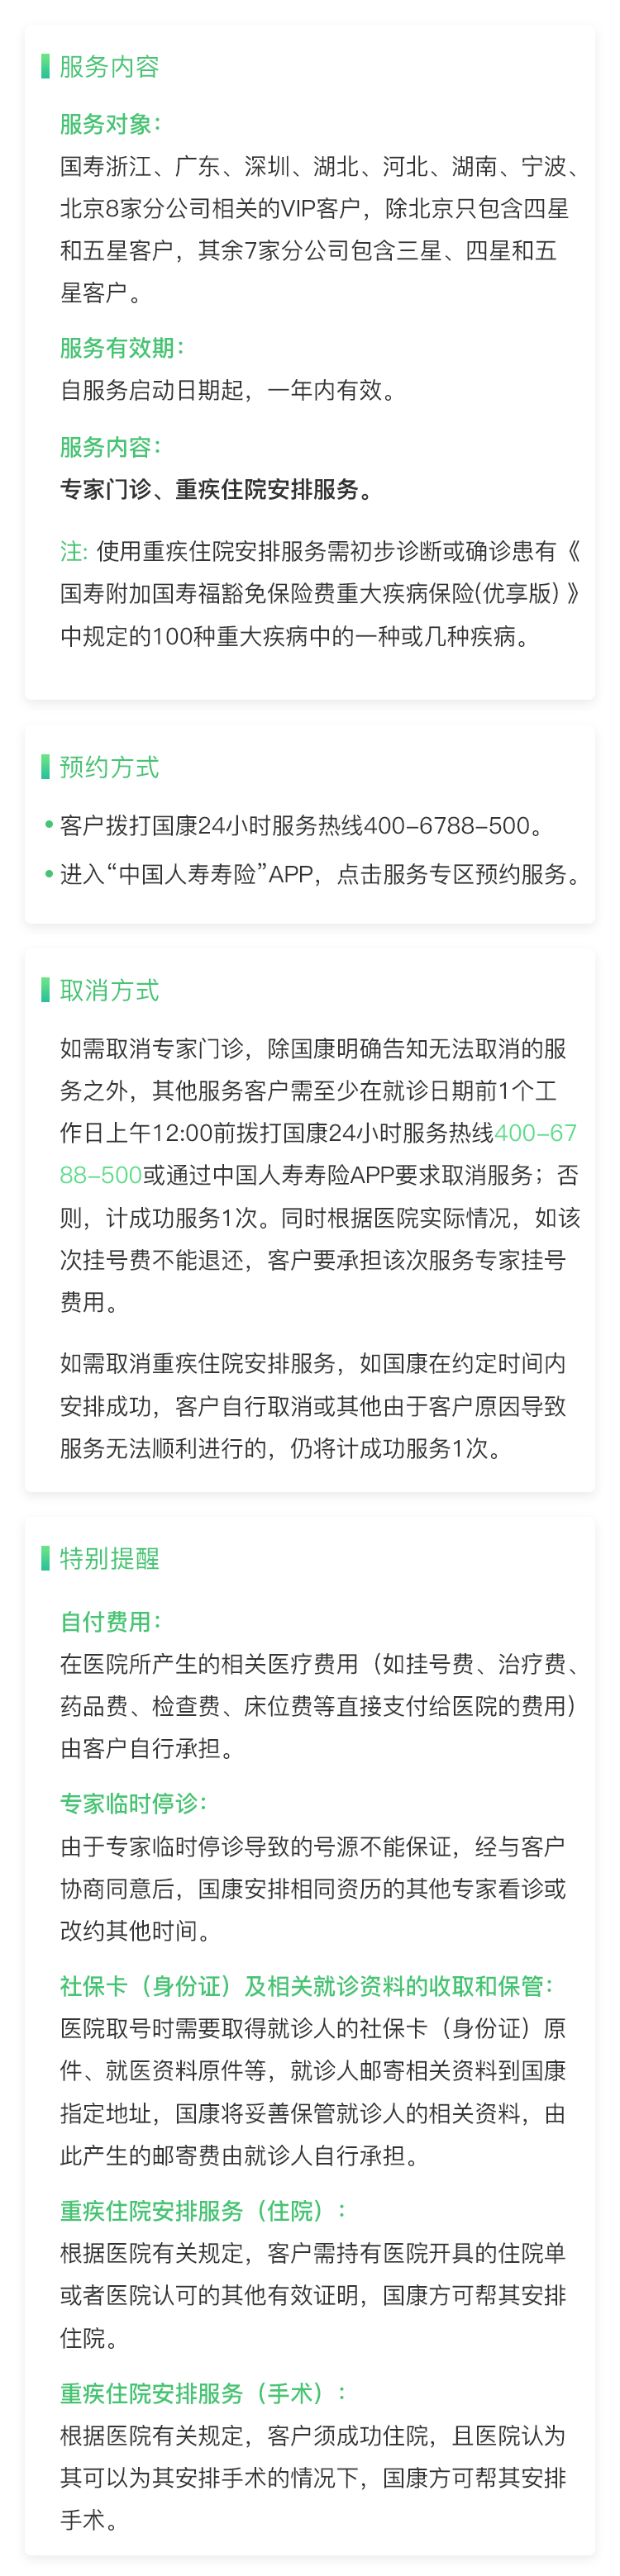 服务内容
服务对象：
国寿浙江、广东、深圳、湖北、河北、湖南、宁波、
北京8家分公司相关的VIP客户，除北京只包含四星
和五星客户，其余7家分公司包含三星、四星和五
星客户。
服务有效期：
自服务启动日期起，一年内有效。
服务内容：
专家门诊、重疾住院安排服务。
注: 使用重疾住院安排服务需初步诊断或确诊患有《
国寿附加国寿福豁免保险费重大疾病保险(优享版) 》
中规定的100种重大疾病中的一种或几种疾病。
预约方式
• 客户拨打国康24小时服务热线400-6788-500。
• 进入“中国人寿寿险”APP，点击服务专区预约服务。
取消方式
如需取消专家门诊，除国康明确告知无法取消的服
务之外，其他服务客户需至少在就诊日期前1个工
作日上午12:00前拨打国康24小时服务热线400-67
88-500或通过中国人寿寿险APP要求取消服务；否
则，计成功服务1次。同时根据医院实际情况，如该
次挂号费不能退还，客户要承担该次服务专家挂号
费用。
如需取消重疾住院安排服务，如国康在约定时间内
安排成功，客户自行取消或其他由于客户原因导致
服务无法顺利进行的，仍将计成功服务1次。
特别提醒
自付费用：
在医院所产生的相关医疗费用（如挂号费、治疗费、
药品费、检查费、床位费等直接支付给医院的费用）
由客户自行承担。
专家临时停诊：
由于专家临时停诊导致的号源不能保证，经与客户
协商同意后，国康安排相同资历的其他专家看诊或
改约其他时间。
社保卡（身份证）及相关就诊资料的收取和保管：
医院取号时需要取得就诊人的社保卡（身份证）原
件、就医资料原件等，就诊人邮寄相关资料到国康
指定地址，国康将妥善保管就诊人的相关资料，由
此产生的邮寄费由就诊人自行承担。
重疾住院安排服务（住院）：
根据医院有关规定，客户需持有医院开具的住院单
或者医院认可的其他有效证明，国康方可帮其安排
住院。
重疾住院安排服务（手术）：
根据医院有关规定，客户须成功住院，且医院认为
其可以为其安排手术的情况下，国康方可帮其安排
手术。